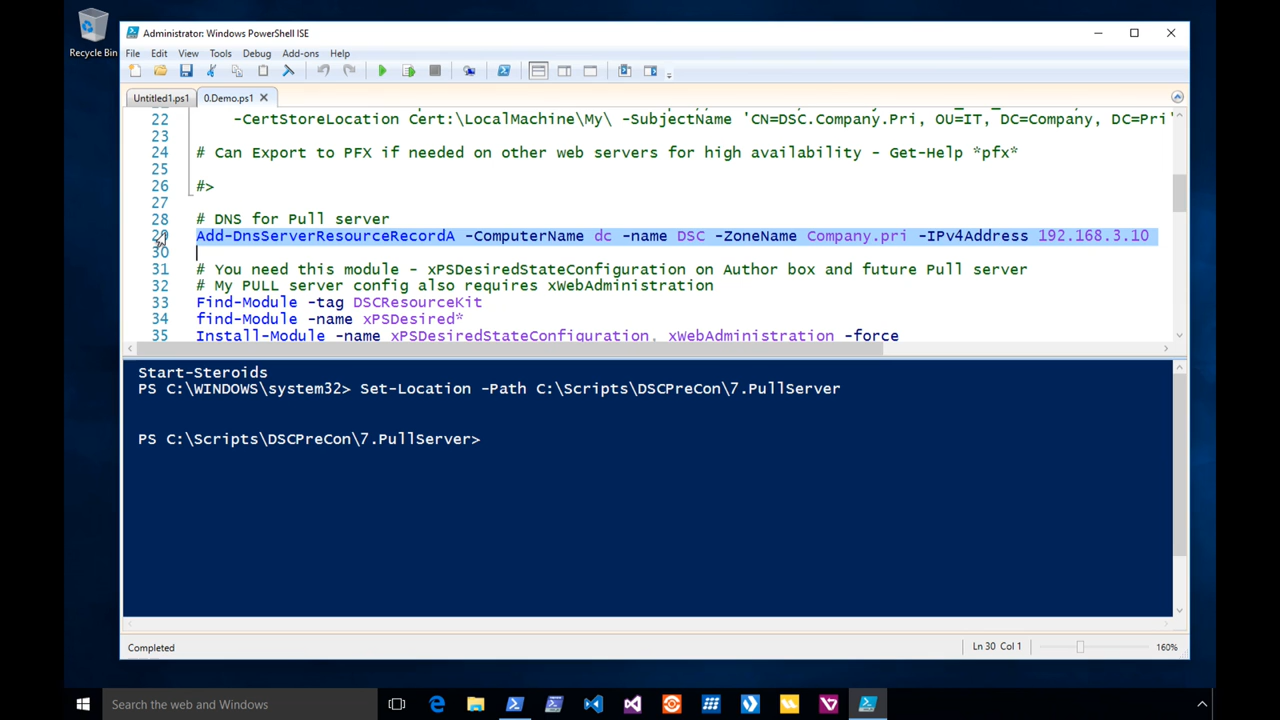 Recycle Bin
Administrator: Windows PowerShell ISE
File Edit View Tools Debug Add-ons Help
Untitled1.ps1 0.Demo.ps1
22 -CertStoreLocation Cert:\LocalMachine\My\ -SubjectName 'CN=DSC.Company.Pri, OU=IT, DC=Company, DC=Pri'
23
24 # Can Export to PFX if needed on other web servers for high availability - Get-Help *pfx*
25
26 #>
27
28 # DNS for Pull server
29 Add-DnsServerResourceRecordA -ComputerName dc -name DSC -ZoneName Company.pri -IPv4Address 192.168.3.10
30
31 # You need this module - xPSDesiredStateConfiguration on Author box and future Pull server
32 # My PULL server config also requires xWebAdministration
33 Find-Module -tag DSCResourceKit
34 find-Module -name xPSDesired*
35 Install-Module -name xPSDesiredStateConfiguration, xWebAdministration -force
Start-Steroids
PS C:\WINDOWS\system32> Set-Location -Path C:\Scripts\DSCPreCon\7.PullServer
PS C:\Scripts\DSCPreCon\7.PullServer>
Completed Ln 30 Col 1 160%
Search the web and Windows